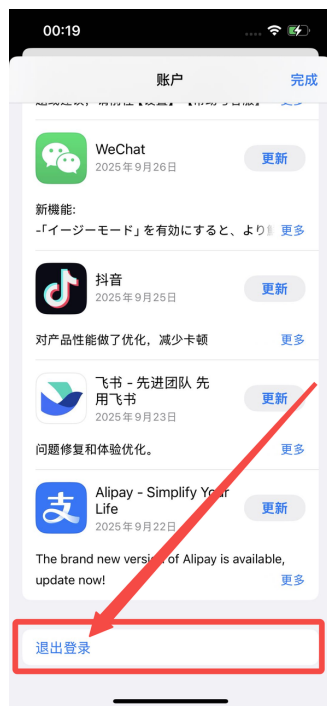 00:19
账户
完成
更多
WeChat
2025年9月26日
更新
新機能:
-「イージーモード」を有効にすると、より
更多
抖音
2025年9月25日
更新
对产品性能做了优化，减少卡顿
更多
飞书 - 先进团队 先
用飞书
2025年9月23日
更新
问题修复和体验优化。
更多
支
Alipay - Simplify Your
Life
2025年9月22日
更新
The brand new version of Alipay is available,
update now!
更多
退出登录